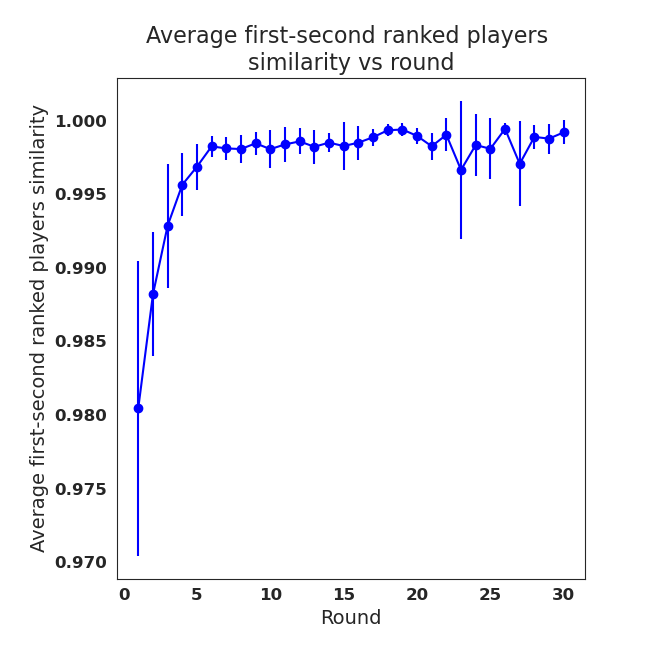 Average first-second ranked players
similarity vs round
Average first-second ranked players similarity
1.000
0.995
0.990
0.985
0.980
0.975
0.970
0 5 10 15 20 25 30
Round